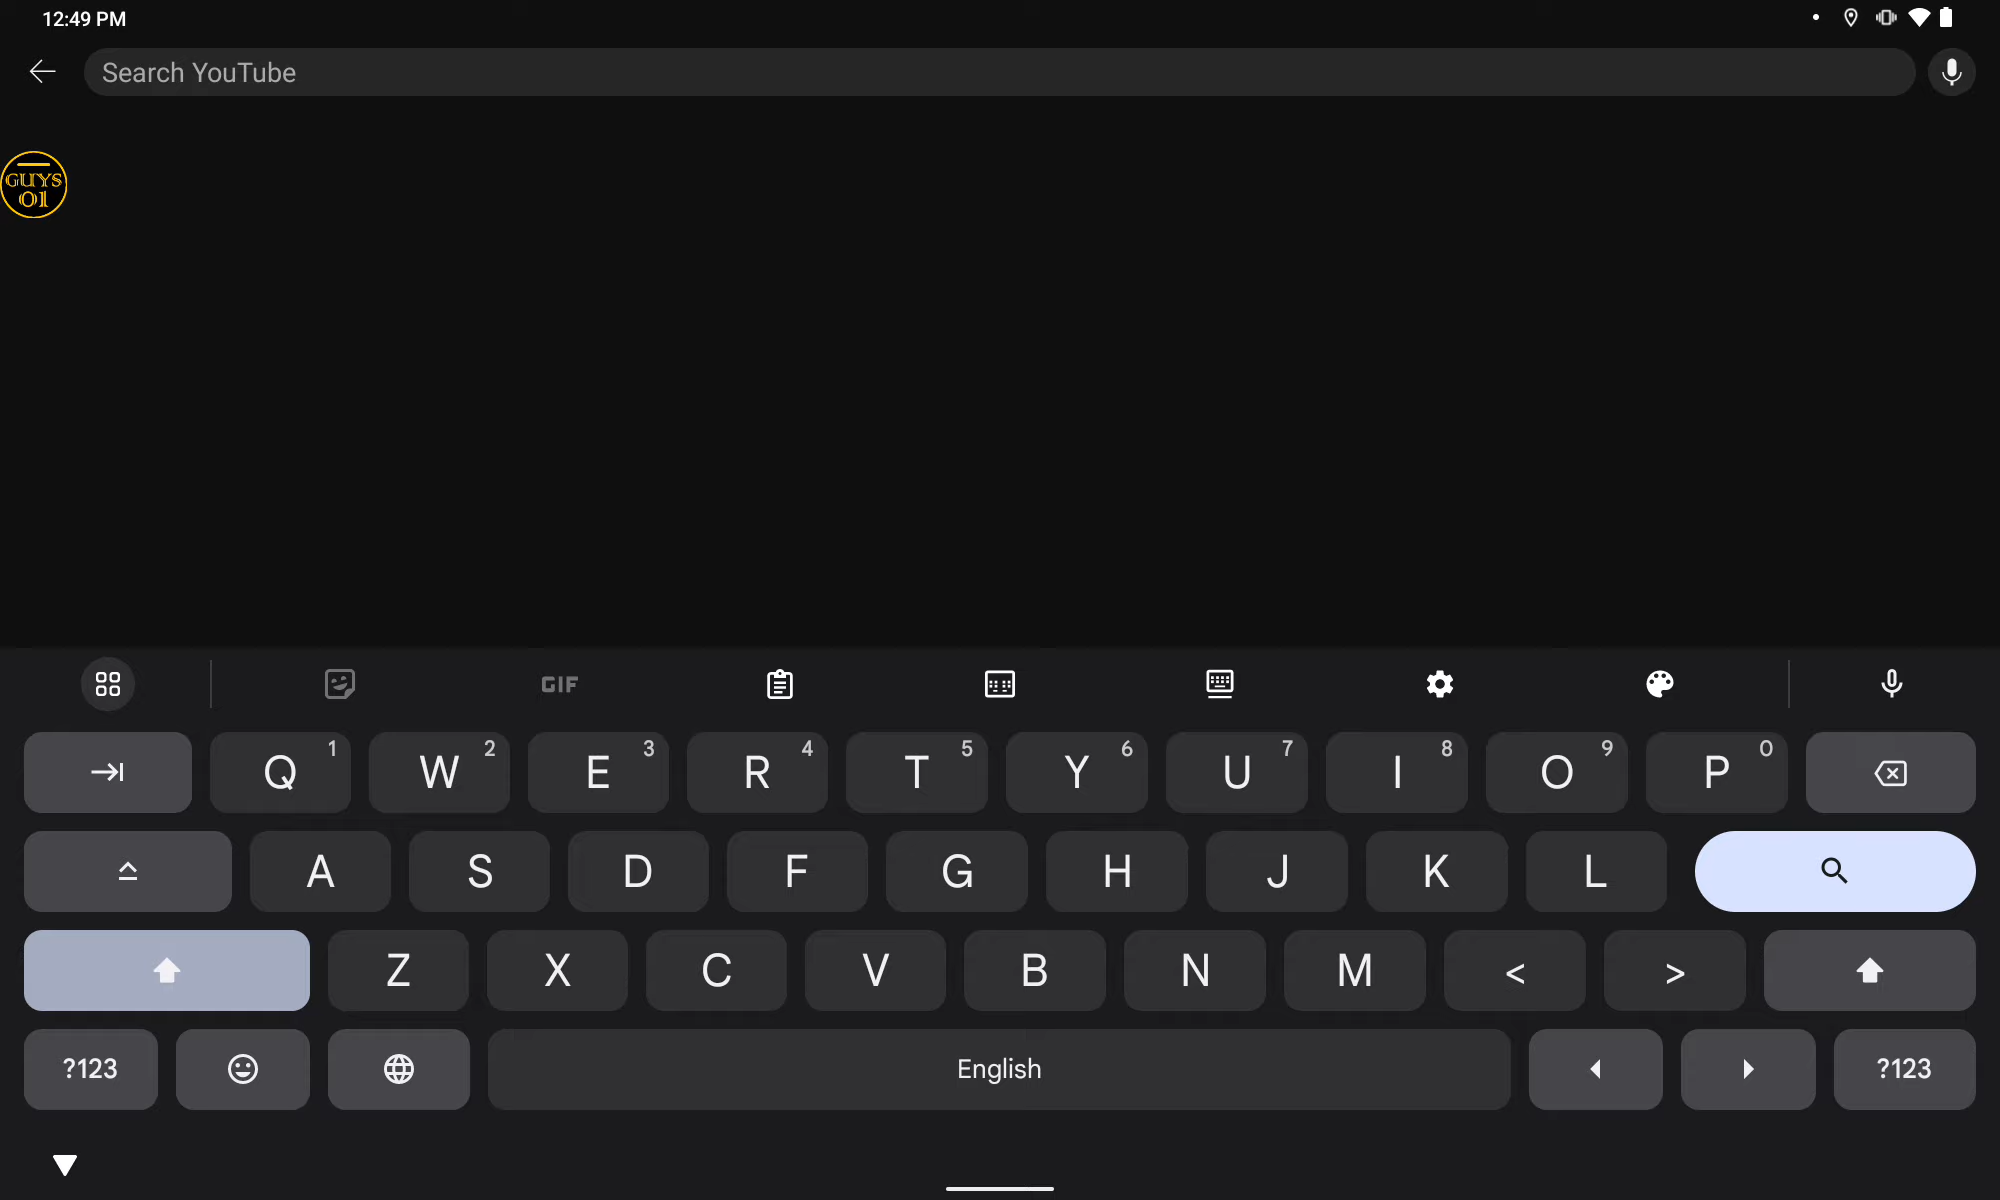 12:49 PM
Search YouTube
GUYS
01
GIF
Q 1 W 2 E 3 R 4 T 5 Y 6 U 7 I 8 O 9 P 0
A S D F G H J K L
Z X C V B N M < >
?123 English ?123